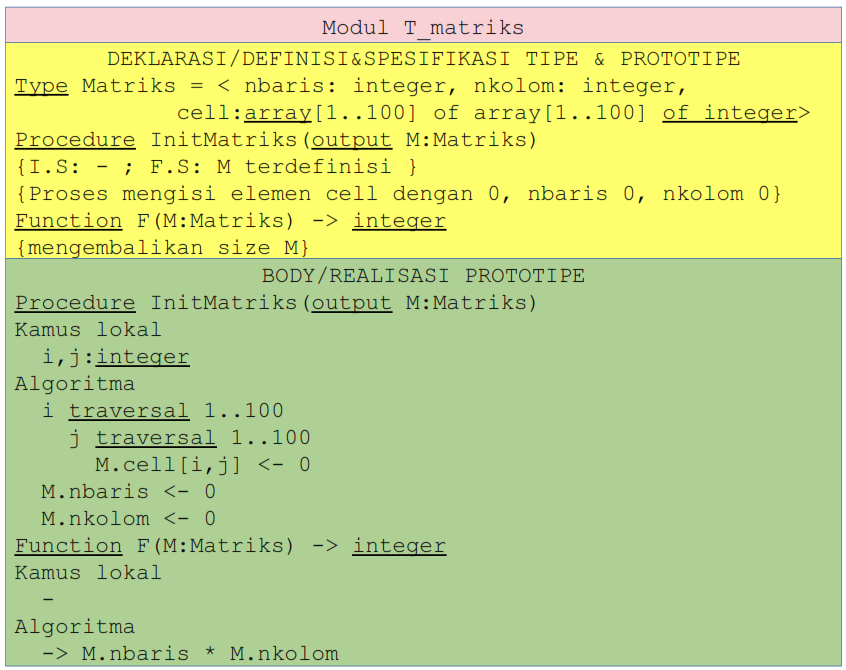 Modul T_matriks
DEKLARASI/DEFINISI&SPESIFIKASI TIPE & PROTOTIPE
Type Matriks = < nbaris: integer, nkolom: integer,
cell:array[1..100] of array[1..100] of integer>
Procedure InitMatriks(output M:Matriks)
{I.S: - ; F.S: M terdefinisi }
{Proses mengisi elemen cell dengan 0, nbaris 0, nkolom 0}
Function F(M:Matriks) -> integer
{mengembalikan size M}
BODY/REALISASI PROTOTIPE
Procedure InitMatriks(output M:Matriks)
Kamus lokal
i,j:integer
Algoritma
i traversal 1..100
j traversal 1..100
M.cell[i,j] <- 0
M.nbaris <- 0
M.nkolom <- 0
Function F(M:Matriks) -> integer
Kamus lokal
-
Algoritma
-> M.nbaris * M.nkolom